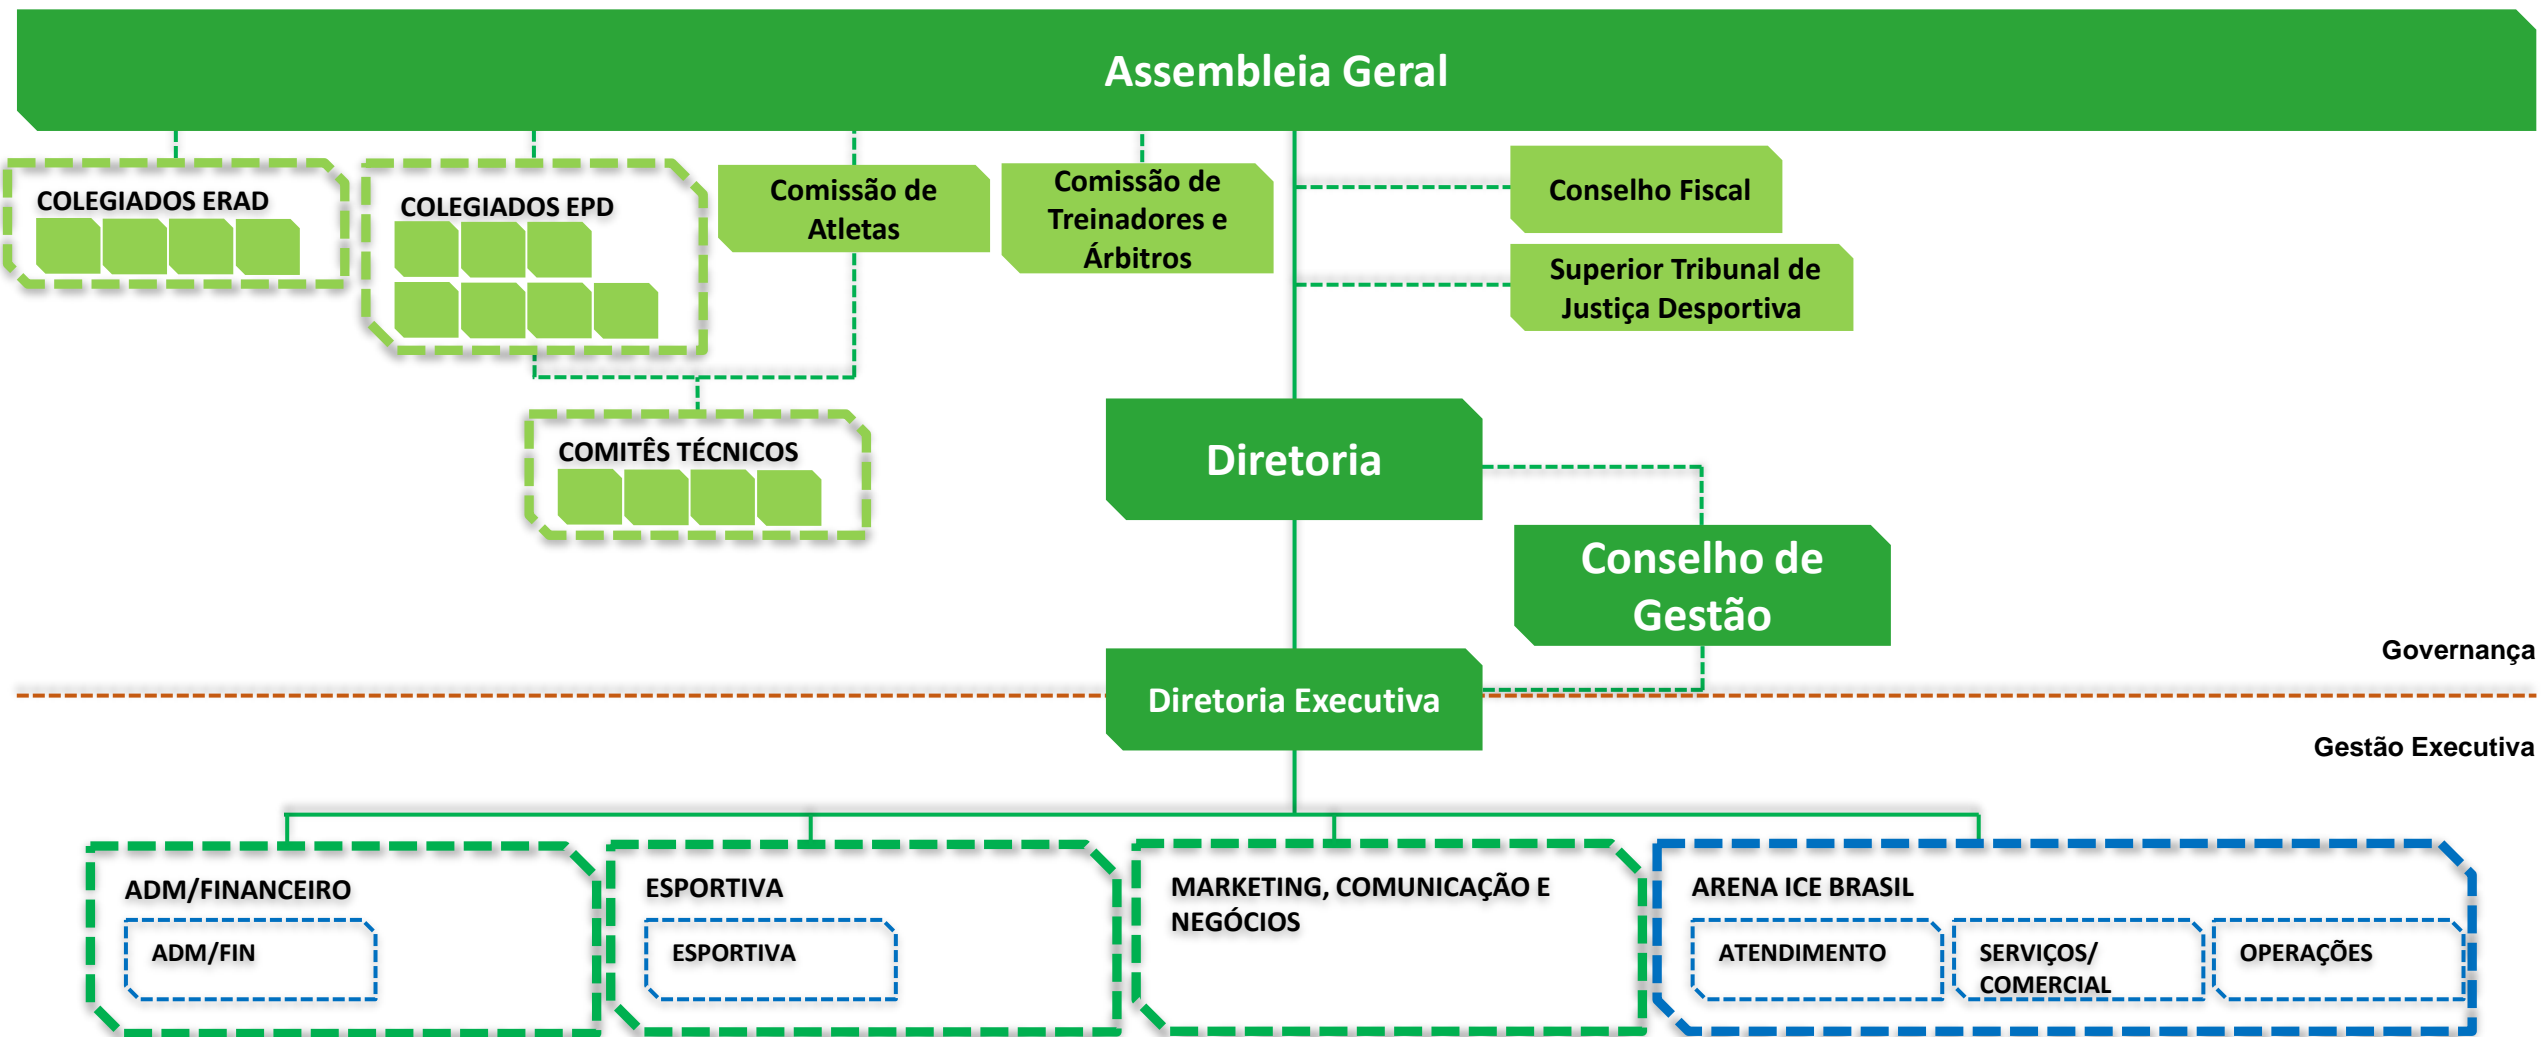 Assembleia Geral
COLEGIADOS ERAD
COLEGIADOS EPD
Comissão de
Atletas
Comissão de
Treinadores e
Árbitros
Conselho Fiscal
Superior Tribunal de
Justiça Desportiva
COMITÊS TÉCNICOS
Diretoria
Conselho de
Gestão
Governança
Diretoria Executiva
Gestão Executiva
ADM/FINANCEIRO
ADM/FIN
ESPORTIVA
ESPORTIVA
MARKETING, COMUNICAÇÃO E
NEGÓCIOS
ARENA ICE BRASIL
ATENDIMENTO
SERVIÇOS/
COMERCIAL
OPERAÇÕES